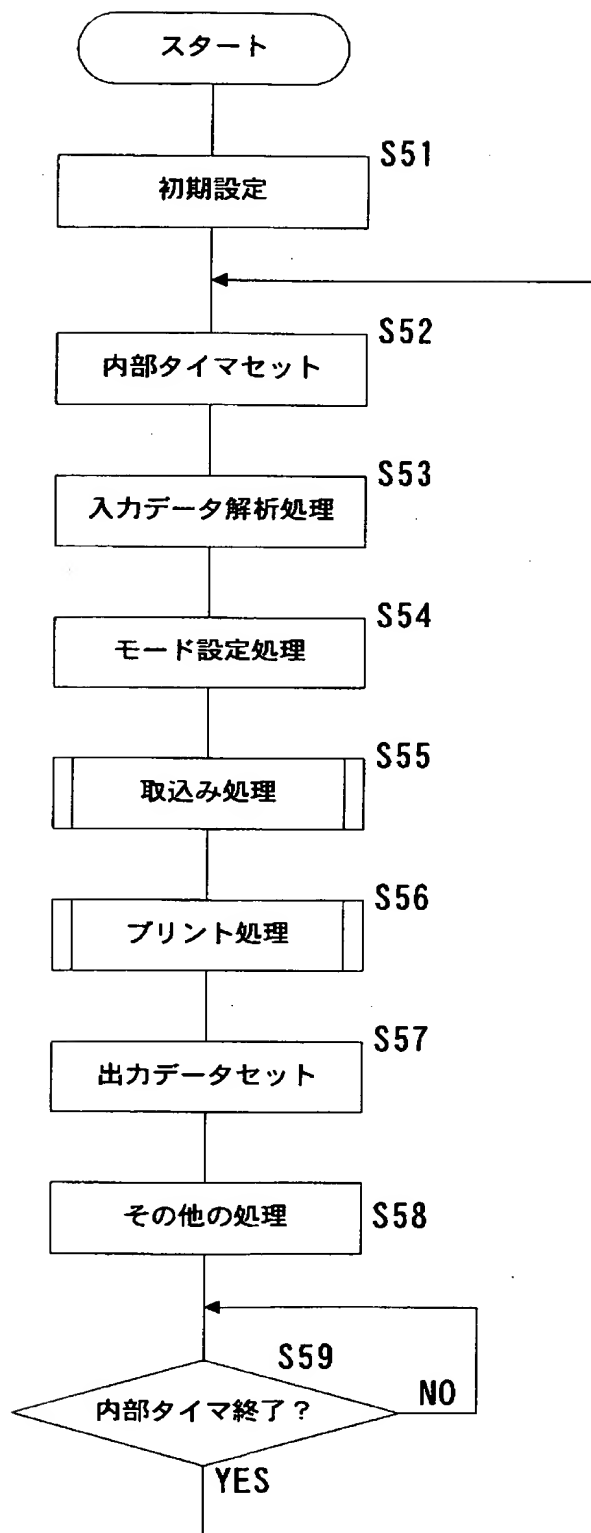 スタート
S51
初期設定
S52
内部タイマセット
S53
入力データ解析処理
S54
モード設定処理
S55
取込み処理
S56
プリント処理
S57
出力データセット
その他の処理 S58
S59
内部タイマ終了？ NO
YES